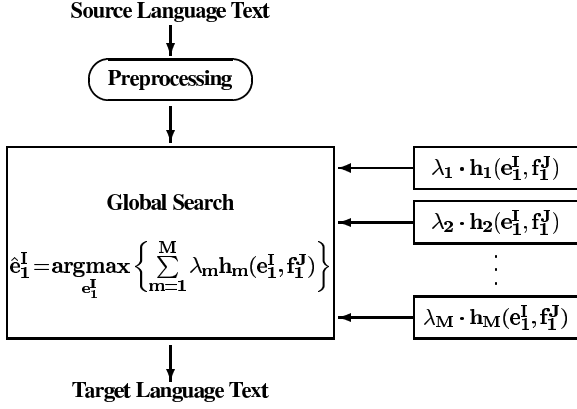 Source Language Text
Preprocessing
Global Search
ê₁ᴵ = argmax { ∑ λₘhₘ(e₁ᴵ, f₁ᴶ) }
e₁ᴵ
M
m=1
λ₁ · h₁(e₁ᴵ, f₁ᴶ)
λ₂ · h₂(e₁ᴵ, f₁ᴶ)
. . .
λ_M · h_M(e₁ᴵ, f₁ᴶ)
Target Language Text